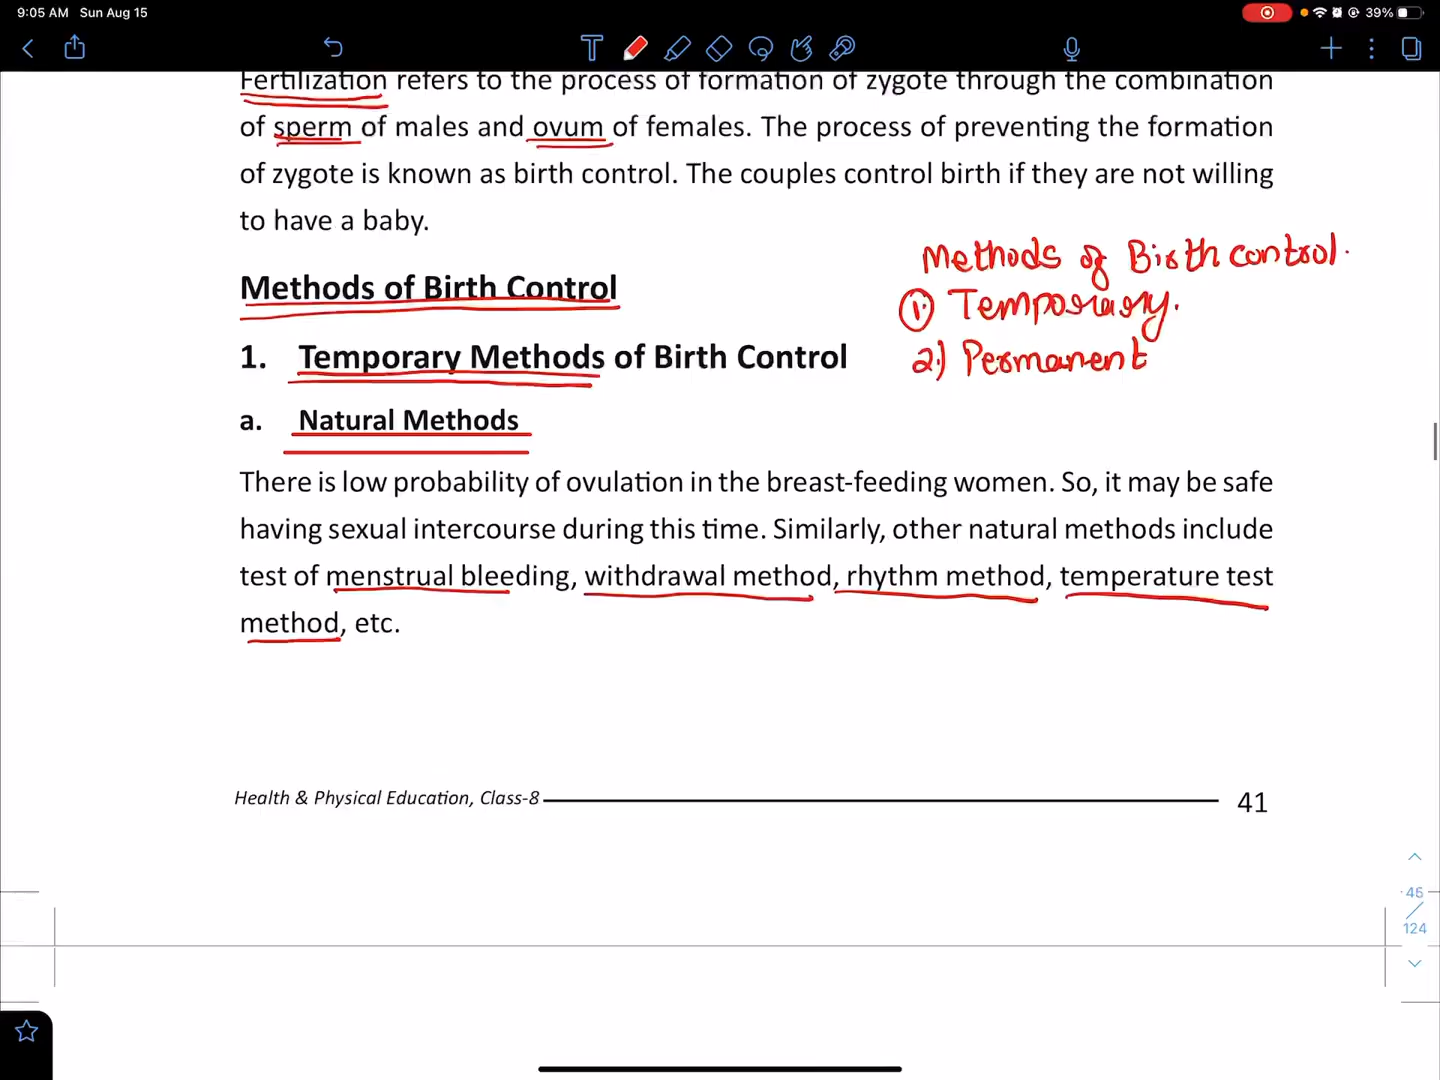 9:05 AM Sun Aug 15
39%
Fertilization refers to the process of formation of zygote through the combination
of sperm of males and ovum of females. The process of preventing the formation
of zygote is known as birth control. The couples control birth if they are not willing
to have a baby.
Methods of Birth control.
Methods of Birth Control
1. Temporary.
1. Temporary Methods of Birth Control
2.) Permanent
a. Natural Methods
There is low probability of ovulation in the breast-feeding women. So, it may be safe
having sexual intercourse during this time. Similarly, other natural methods include
test of menstrual bleeding, withdrawal method, rhythm method, temperature test
method, etc.
Health & Physical Education, Class-8 41
46
124